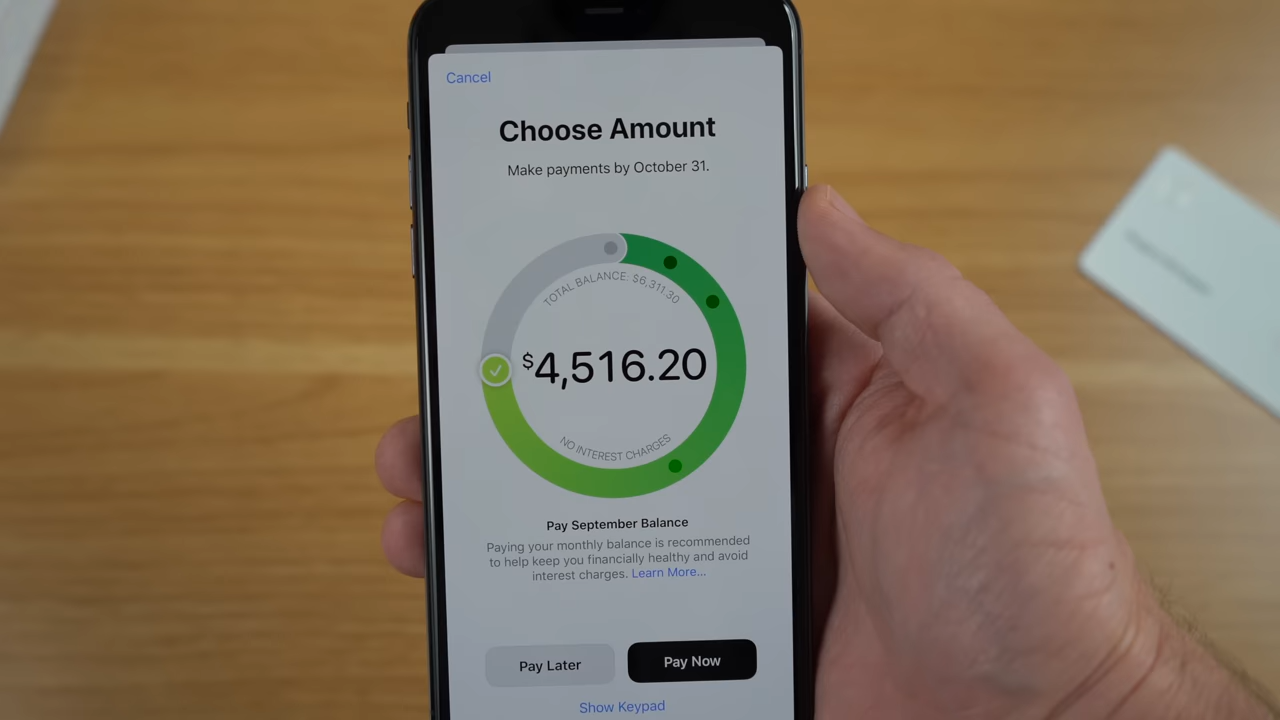 Cancel
Choose Amount
Make payments by October 31.
TOTAL BALANCE: $6,311.30
$4,516.20
NO INTEREST CHARGES
Pay September Balance
Paying your monthly balance is recommended
to help keep you financially healthy and avoid
interest charges. Learn More...
Pay Later
Pay Now
Show Keypad